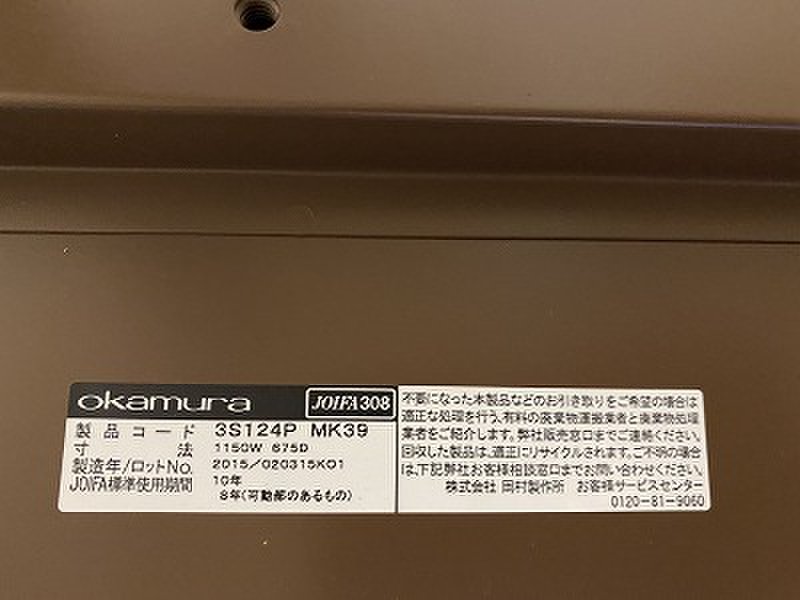 okamura JOIFA308
製品コード 3S124P MK39
寸法 1150W 675D
製造年/ロットNo. 2015/020315K01
JOIFA標準使用期間 10年
8年(可動部のあるもの)
不要になった本製品などのお引き取りをご希望の場合は
適正な処理を行う、有料の廃棄物運搬業者と廃棄物処理
業者をご紹介します。弊社販売窓口までご連絡ください。
回収した製品は、適正にリサイクルされます。ご不明の場合
は、下記弊社お客様相談窓口までお問い合わせください。
株式会社 岡村製作所 お客様サービスセンター
0120-81-9060